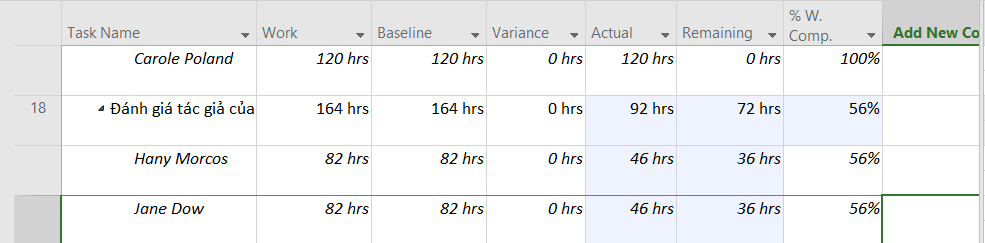 Task Name Work Baseline Variance Actual Remaining % W. Comp. Add New Co
Carole Poland 120 hrs 120 hrs 0 hrs 120 hrs 0 hrs 100%
18 Đánh giá tác giả của 164 hrs 164 hrs 0 hrs 92 hrs 72 hrs 56%
Hany Morcos 82 hrs 82 hrs 0 hrs 46 hrs 36 hrs 56%
Jane Dow 82 hrs 82 hrs 0 hrs 46 hrs 36 hrs 56%